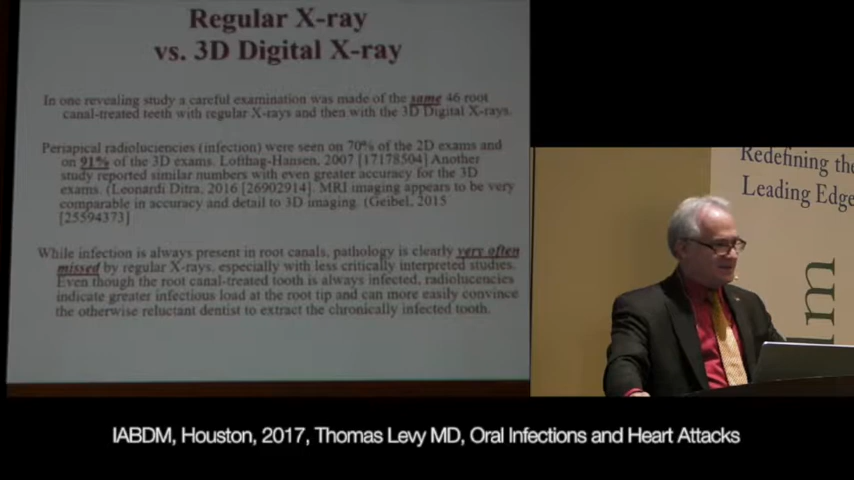 Regular X-ray
vs. 3D Digital X-ray
In one revealing study a careful examination was made of the same 46 root
canal-treated teeth with regular X-rays and then with the 3D Digital X-rays.
Periapical radioluciencies (infection) were seen on 70% of the 2D exams and
on 91% of the 3D exams. Lofthag-Hansen, 2007 [17178504] Another
study reported similar numbers with even greater accuracy for the 3D
exams. (Leonardi Ditra, 2016 [26902914]. MRI imaging appears to be very
comparable in accuracy and detail to 3D imaging. (Geibel, 2015
[25594373]
While infection is always present in root canals, pathology is clearly very often
missed by regular X-rays, especially with less critically interpreted studies.
Even though the root canal-treated tooth is always infected, radiolucencies
indicate greater infectious load at the root tip and can more easily convince
the otherwise reluctant dentist to extract the chronically infected tooth.
Redefining the
Leading Edge
m
IABDM, Houston, 2017, Thomas Levy MD, Oral Infections and Heart Attacks